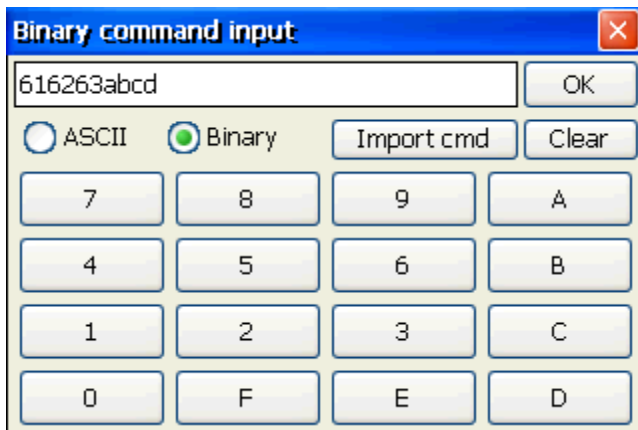 Binary command input
616263abcd OK
ASCII Binary Import cmd Clear
7 8 9 A
4 5 6 B
1 2 3 C
0 F E D